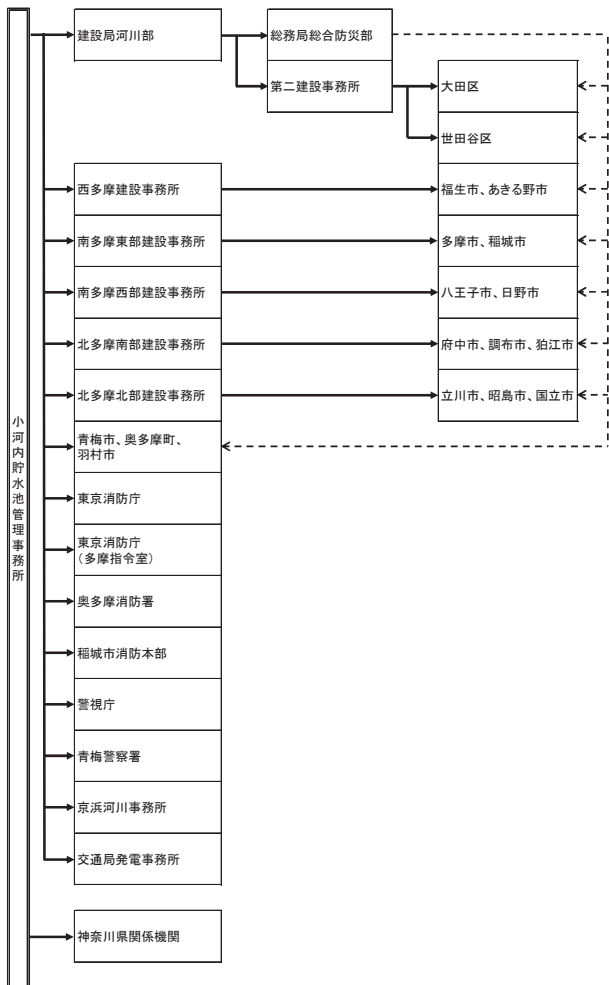 建設局河川部
総務局総合防災部
第二建設事務所
大田区
世田谷区
西多摩建設事務所
福生市、あきる野市
南多摩東部建設事務所
多摩市、稲城市
南多摩西部建設事務所
八王子市、日野市
北多摩南部建設事務所
府中市、調布市、狛江市
北多摩北部建設事務所
立川市、昭島市、国立市
小河内貯水池管理事務所
青梅市、奥多摩町、
羽村市
東京消防庁
東京消防庁
（多摩指令室）
奥多摩消防署
稲城市消防本部
警視庁
青梅警察署
京浜河川事務所
交通局発電事務所
神奈川県関係機関